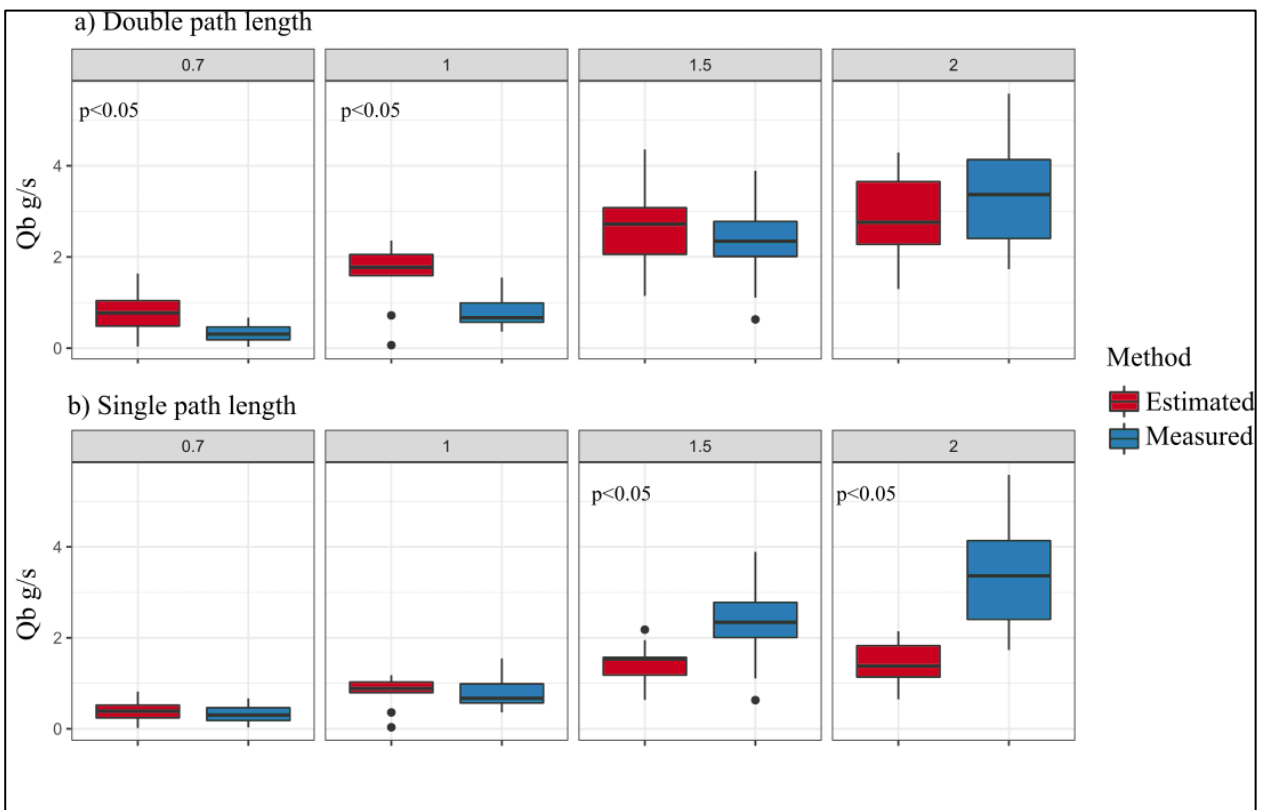 a) Double path length
0.7 1 1.5 2
p<0.05 p<0.05
4
2
0
Qb g/s
Method
Estimated
Measured
b) Single path length
0.7 1 1.5 2
p<0.05 p<0.05
4
2
0
Qb g/s